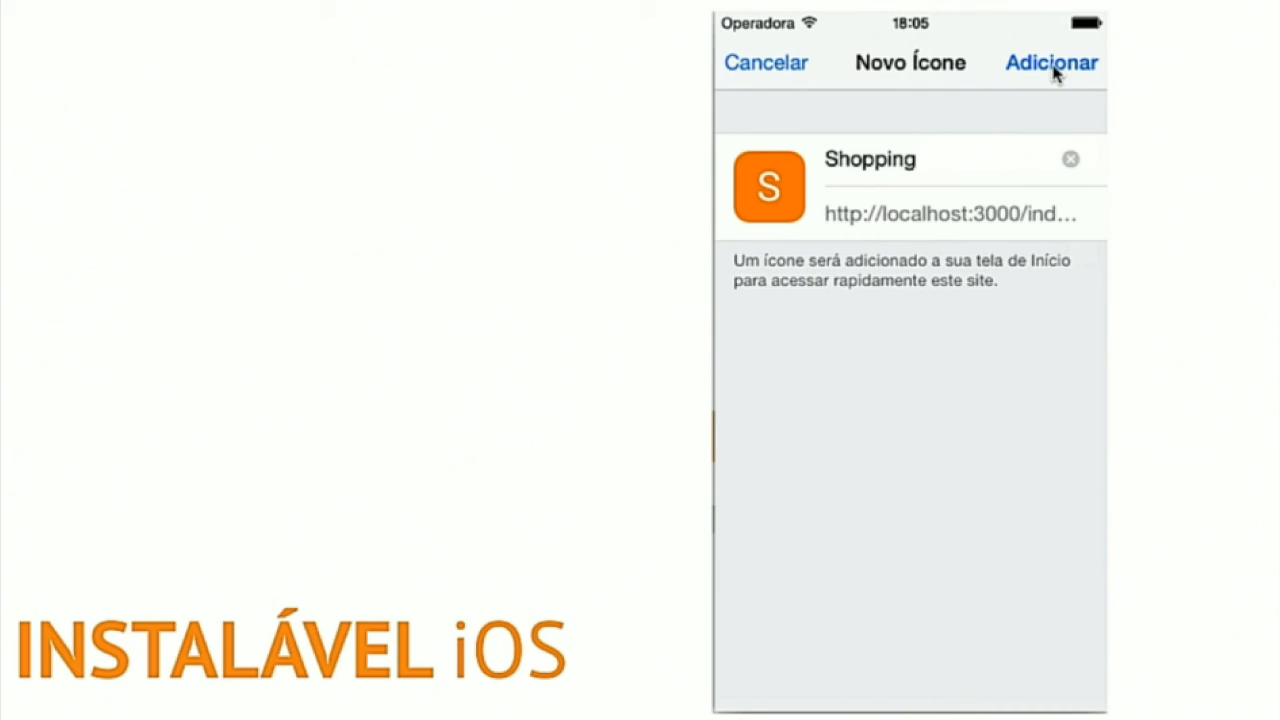 Operadora 18:05
Cancelar Novo Ícone Adicionar
S
Shopping
http://localhost:3000/ind...
Um ícone será adicionado a sua tela de Início
para acessar rapidamente este site.
INSTALÁVEL iOS